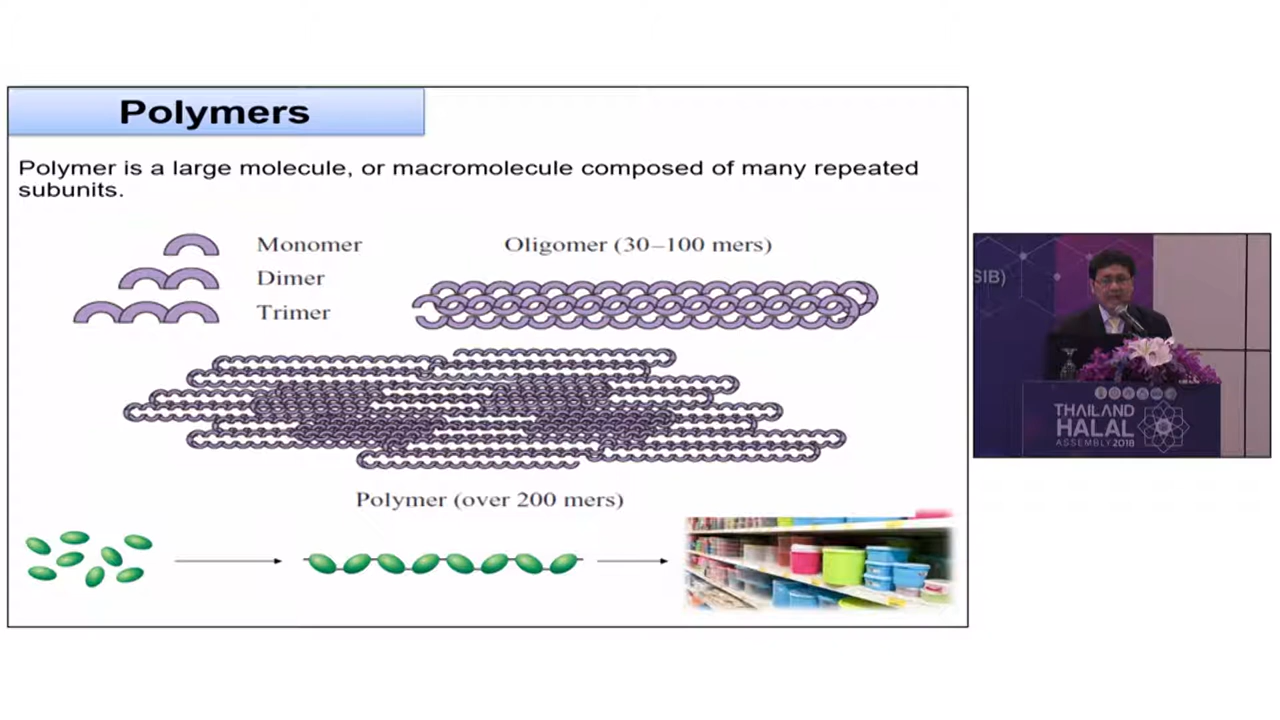 Polymers
Polymer is a large molecule, or macromolecule composed of many repeated
subunits.
Monomer
Dimer
Trimer
Oligomer (30–100 mers)
Polymer (over 200 mers)
SIB)
THAILAND
HALAL
ASSEMBLY 2018